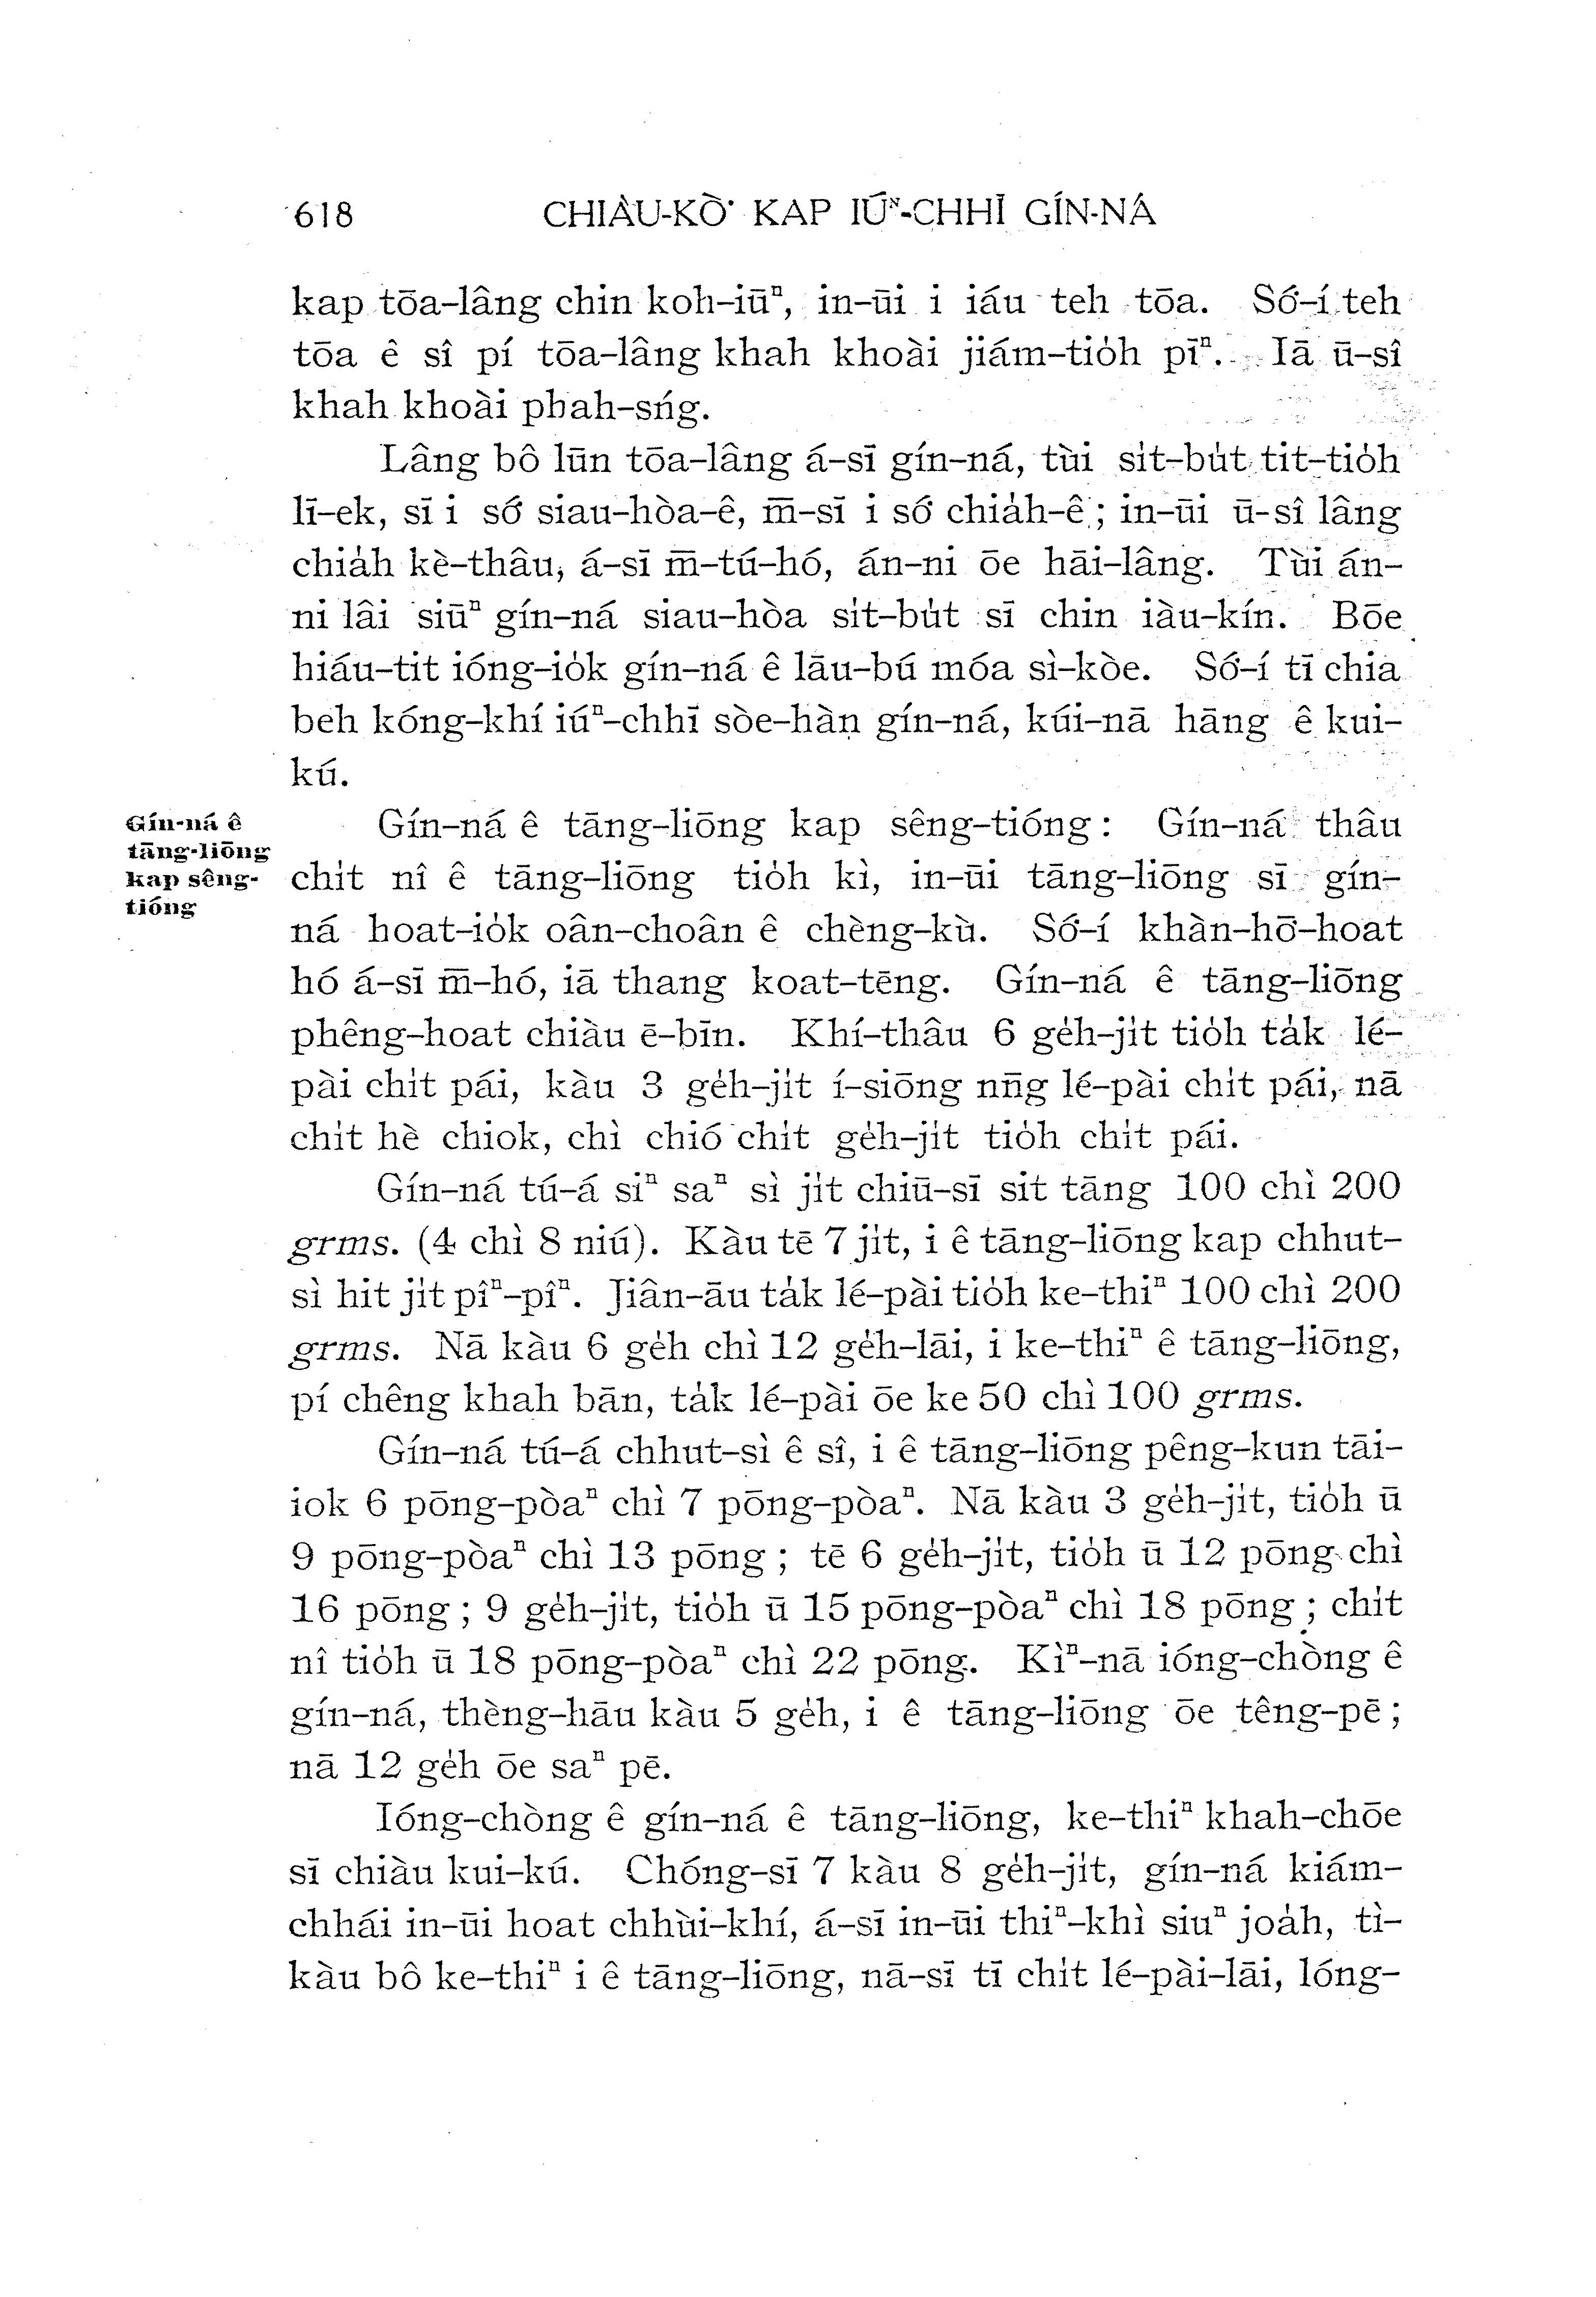 618 CHIÀU-KÒ͘ KAP IÚᴺ-CHHĪ GÍN-NÁ
kap tōa-lâng chin koh-iūⁿ, in-ūi i iáu teh tōa. Só͘-í teh
tōa ê sî pí tōa-lâng khah khoài jiám-tio̍h pīⁿ. Iā ū-sî
khah khoài phah-sńg.
Lâng bô lūn tōa-lâng á-sī gín-ná, tùi si̍t-bu̍t tit-tio̍h
lī-ek, sī i só͘ siau-hòa-ê, m̄-sī i só͘ chia̍h-ê; in-ūi ū-sî lâng
chia̍h kè-thâu, á-sī m̄-tú-hó, án-ni ōe hāi-lâng. Tùi án-
ni lâi siūⁿ gín-ná siau-hòa si̍t-bu̍t sī chin iàu-kín. Bōe
hiáu-tit ióng-io̍k gín-ná ê lāu-bú móa sì-kòe. Só͘-í tī chia
beh kóng-khí iúⁿ-chhī sòe-hàn gín-ná, kúi-nā hāng ê kui-
kú.
Gín-ná ê
tāng-liōng
kap sêng-
tióng
Gín-ná ê tāng-liōng kap sêng-tióng: Gín-ná thâu
chi̍t nî ê tāng-liōng tio̍h kì, in-ūi tāng-liōng sī gín-
ná hoat-io̍k oân-choân ê chèng-kù. Só͘-í khàn-hō͘-hoat
hó á-sī m̄-hó, iā thang koat-tēng. Gín-ná ê tāng-liōng
phêng-hoat chiàu ē-bīn. Khí-thâu 6 ge̍h-ji̍t tio̍h ta̍k lé-
pài chi̍t pái, kàu 3 ge̍h-ji̍t í-siōng nn̄g lé-pài chi̍t pái, nā
chi̍t hè chiok, chì chió chi̍t ge̍h-ji̍t tio̍h chi̍t pái.
Gín-ná tú-á siⁿ saⁿ sì ji̍t chiū-sī sit tāng 100 chì 200
grms. (4 chì 8 niú). Kàu tē 7 ji̍t, i ê tāng-liōng kap chhut-
sì hit ji̍t pîⁿ-pîⁿ. Jiân-āu ta̍k lé-pài tio̍h ke-thiⁿ 100 chì 200
grms. Nā kàu 6 ge̍h chì 12 ge̍h-lāi, i ke-thiⁿ ê tāng-liōng,
pí chêng khah bān, ta̍k lé-pài ōe ke 50 chì 100 grms.
Gín-ná tú-á chhut-sì ê sî, i ê tāng-liōng pêng-kun tāi-
iok 6 pōng-pòaⁿ chì 7 pōng-pòaⁿ. Nā kàu 3 ge̍h-ji̍t, tio̍h ū
9 pōng-pòaⁿ chì 13 pōng; tē 6 ge̍h-ji̍t, tio̍h ū 12 pōng chì
16 pōng; 9 ge̍h-ji̍t, tio̍h ū 15 pōng-pòaⁿ chì 18 pōng; chi̍t
nî tio̍h ū 18 pōng-pòaⁿ chì 22 pōng. Kìⁿ-nā ióng-chòng ê
gín-ná, thèng-hāu kàu 5 ge̍h, i ê tāng-liōng ōe têng-pē;
nā 12 ge̍h ōe saⁿ pē.
Ióng-chòng ê gín-ná ê tāng-liōng, ke-thiⁿ khah-chōe
sī chiàu kui-kú. Chóng-sī 7 kàu 8 ge̍h-ji̍t, gín-ná kiám-
chhái in-ūi hoat chhùi-khí, á-sī in-ūi thiⁿ-khì siuⁿ joa̍h, tì-
kàu bô ke-thiⁿ i ê tāng-liōng, nā-sī tī chi̍t lé-pài-lāi, lóng-